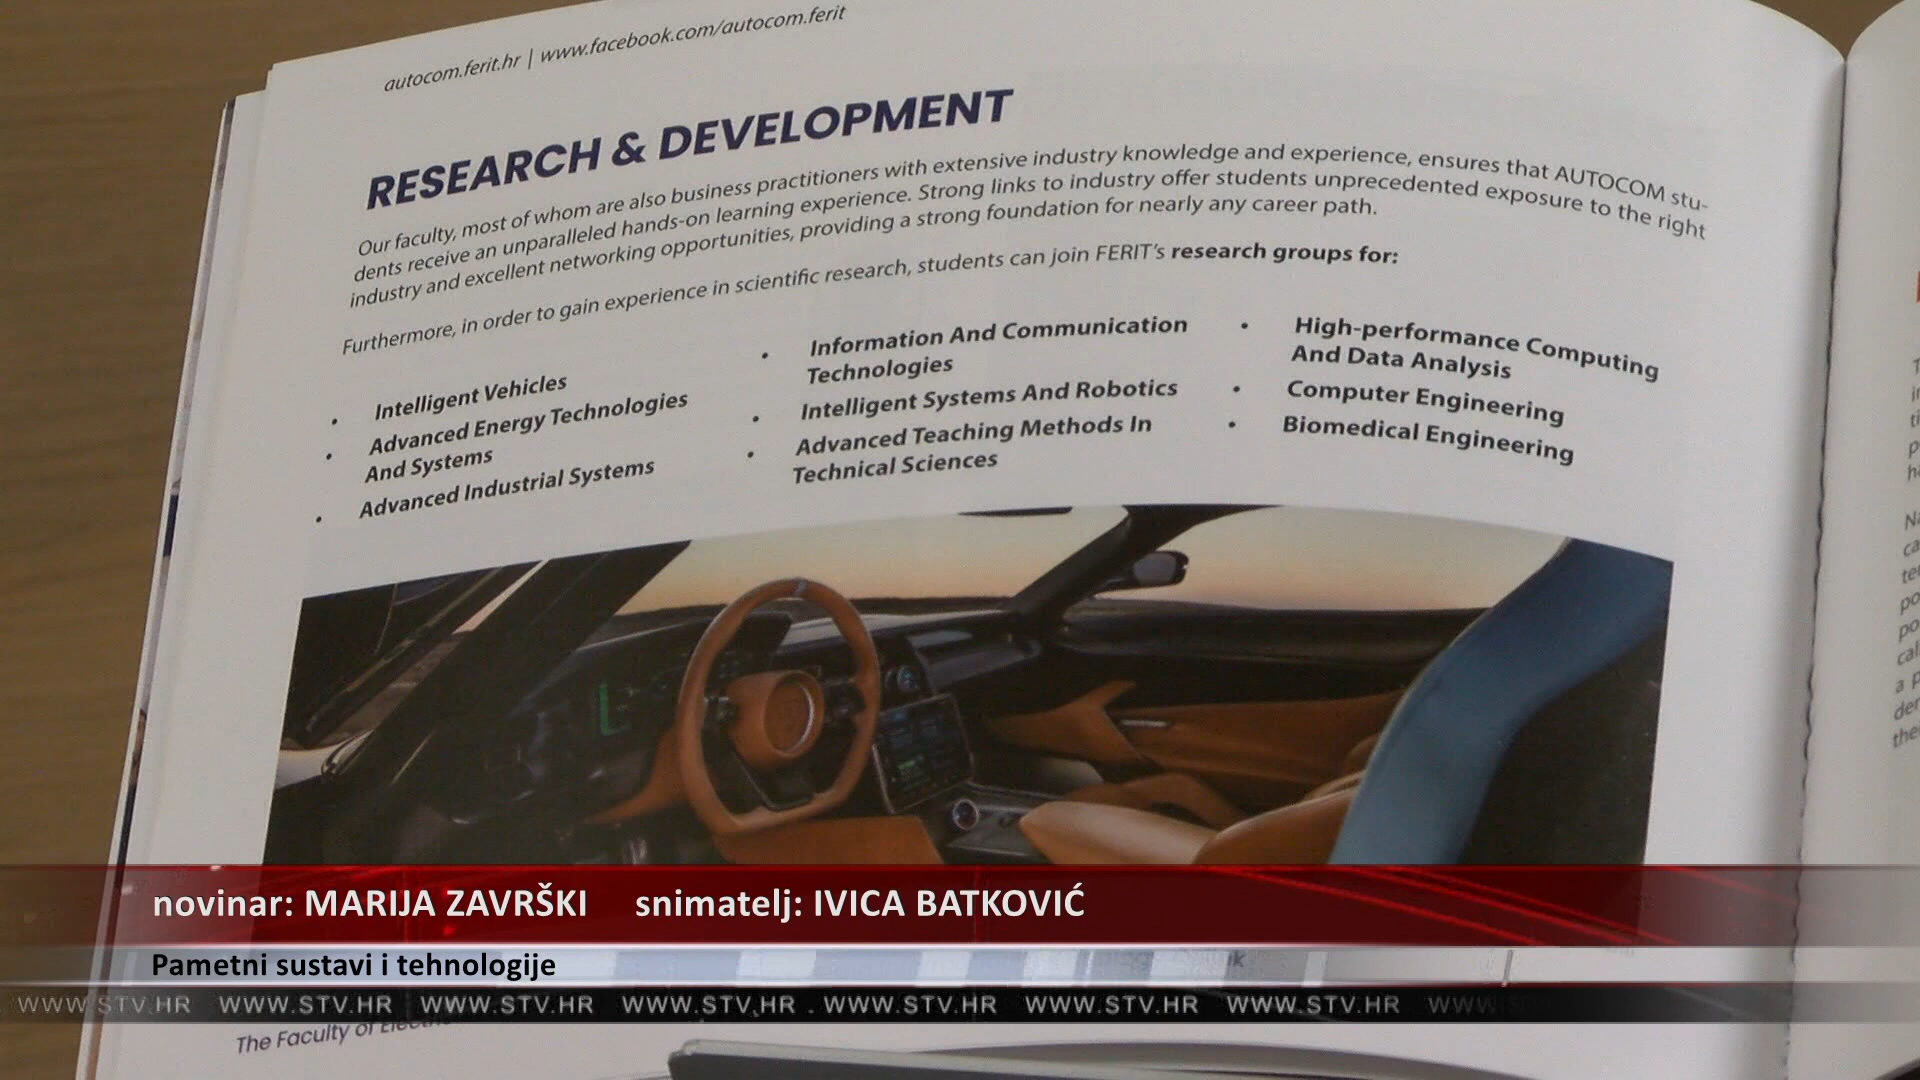 autocom.ferit.hr | www.facebook.com/autocom.ferit
RESEARCH & DEVELOPMENT
Our faculty, most of whom are also business practitioners with extensive industry knowledge and experience, ensures that AUTOCOM stu-
dents receive an unparalleled hands-on learning experience. Strong links to industry offer students unprecedented exposure to the right
industry and excellent networking opportunities, providing a strong foundation for nearly any career path.
Furthermore, in order to gain experience in scientific research, students can join FERIT's research groups for:
• Intelligent Vehicles
• Advanced Energy Technologies
And Systems
• Advanced Industrial Systems
• Information And Communication
Technologies
• Intelligent Systems And Robotics
• Advanced Teaching Methods In
Technical Sciences
• High-performance Computing
And Data Analysis
• Computer Engineering
• Biomedical Engineering
novinar: MARIJA ZAVRŠKI snimatelj: IVICA BATKOVIĆ
Pametni sustavi i tehnologije
WWW.STV.HR WWW.STV.HR WWW.STV.HR WWW.STV.HR WWW.STV.HR WWW.STV.HR WWW.STV.HR WWW
The Faculty of